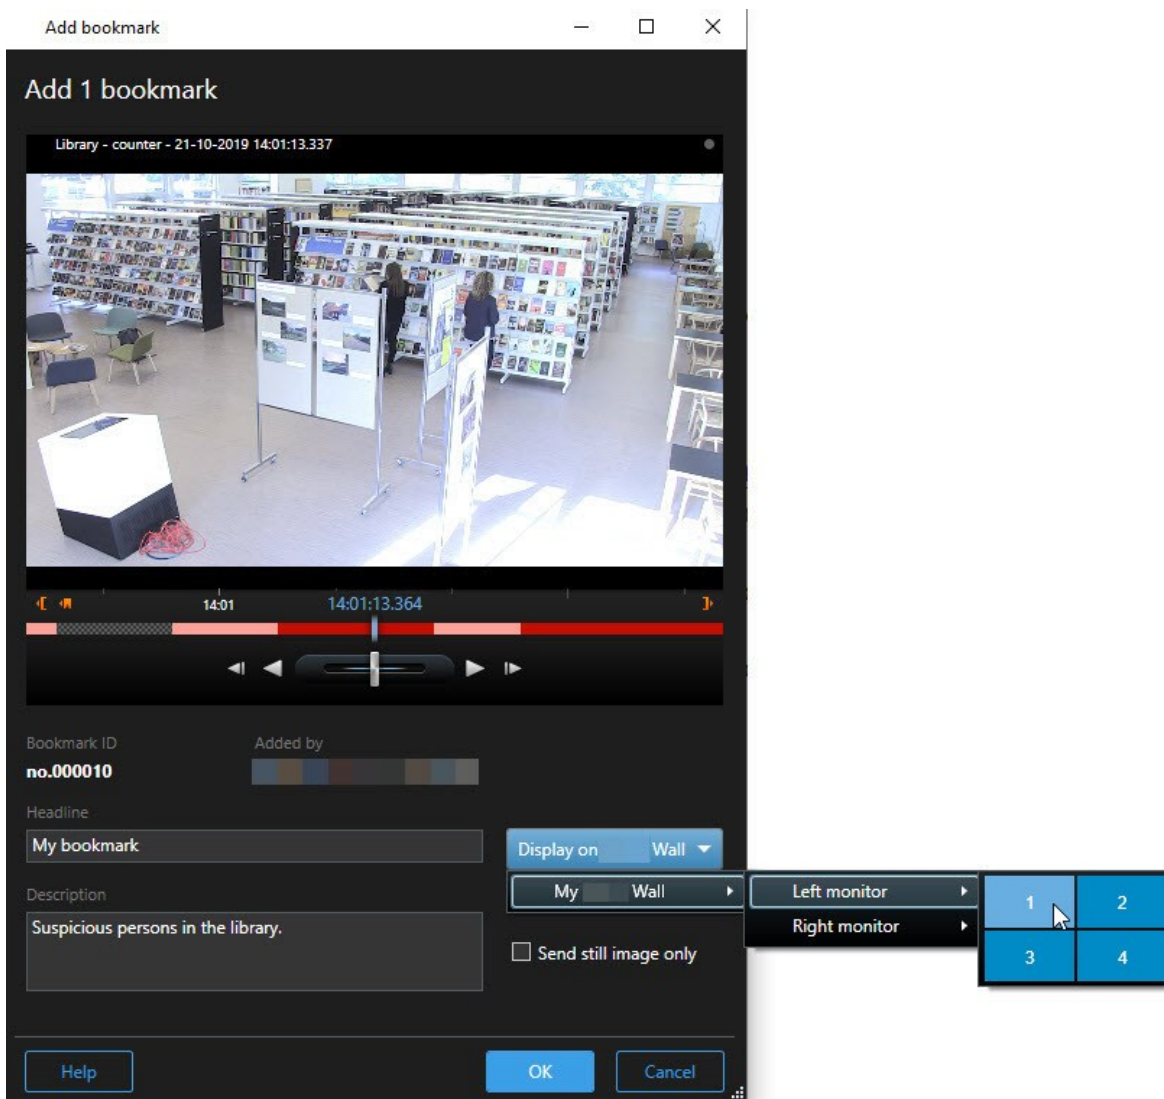 Add bookmark
Add 1 bookmark
Library - counter - 21-10-2019 14:01:13.337
14:01
14:01:13.364
Bookmark ID
Added by
no.000010
Headline
My bookmark
Display on Wall
My Wall
Left monitor
Right monitor
1
2
3
4
Description
Suspicious persons in the library.
Send still image only
Help
OK
Cancel